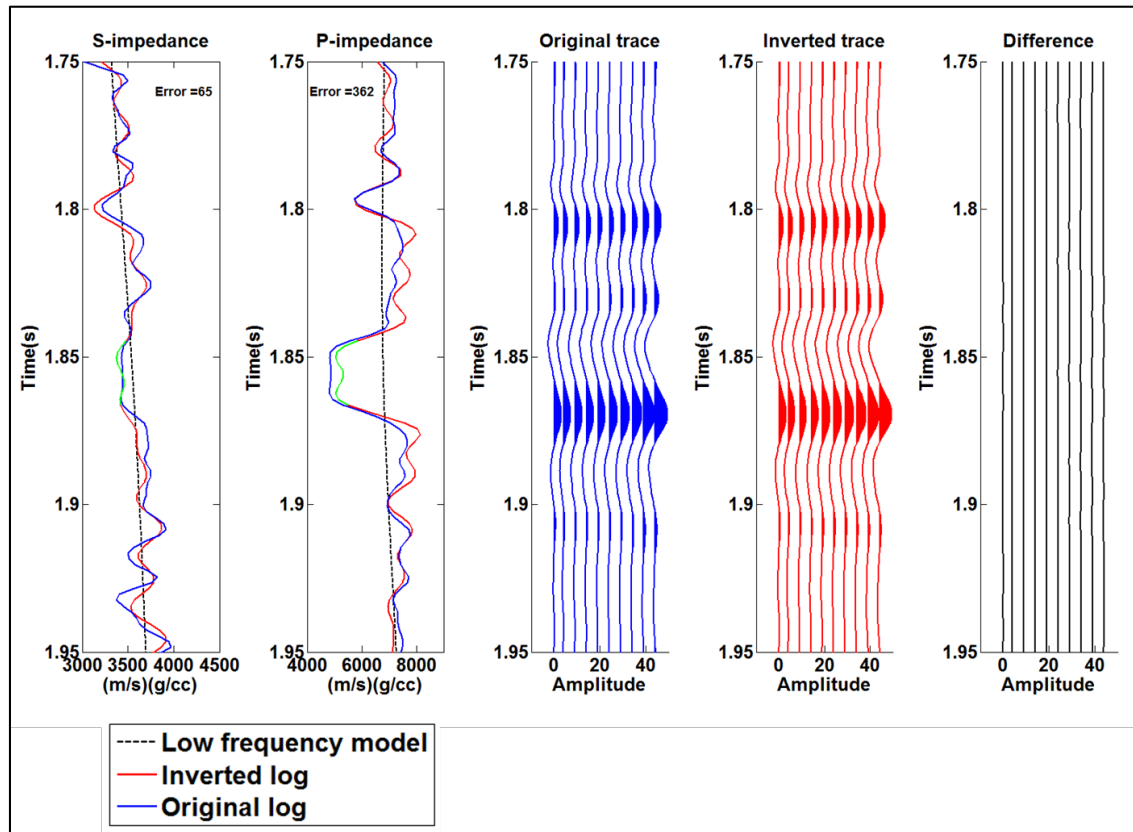 S-impedance
P-impedance
Original trace
Inverted trace
Difference
1.75
1.8
1.85
1.9
1.95
Time(s)
Error =65
3000 3500 4000 4500
(m/s)(g/cc)
1.75
1.8
1.85
1.9
1.95
Time(s)
Error =362
4000 6000 8000
(m/s)(g/cc)
1.75
1.8
1.85
1.9
1.95
Time(s)
0 20 40
Amplitude
1.75
1.8
1.85
1.9
1.95
Time(s)
0 20 40
Amplitude
1.75
1.8
1.85
1.9
1.95
Time(s)
0 20 40
Amplitude
Low frequency model
Inverted log
Original log